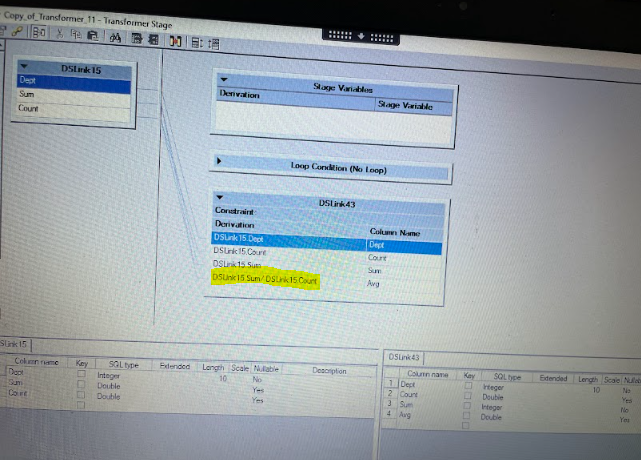 Copy_of_Transformer_11 - Transformer Stage
DSLink15
Dept
Sum
Count
Stage Variables
Derivation Stage Variable
Loop Condition (No Loop)
DSLink43
Constraint
Derivation Column Name
DSLink15.Dept Dept
DSLink15.Count Count
DSLink15.Sum Sum
DSLink15.Sum/ DSLink15.Count Avg
SLink15
Column name Key SQL type Extended Length Scale Nullable Description
Dept Integer 10 No
Sum Double Yes
Count Double Yes
DSLink43
Column name Key SQL type Extended Length Scale
1 Dept Integer 10 No
2 Count Double Yes
3 Sum Integer No
4 Avg Double Yes